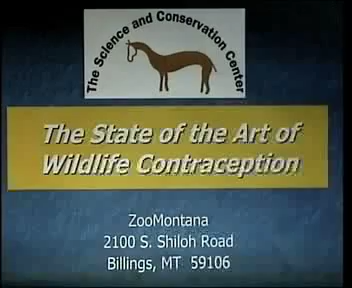 The Science and Conservation Center
The State of the Art of
Wildlife Contraception
ZooMontana
2100 S. Shiloh Road
Billings, MT 59106